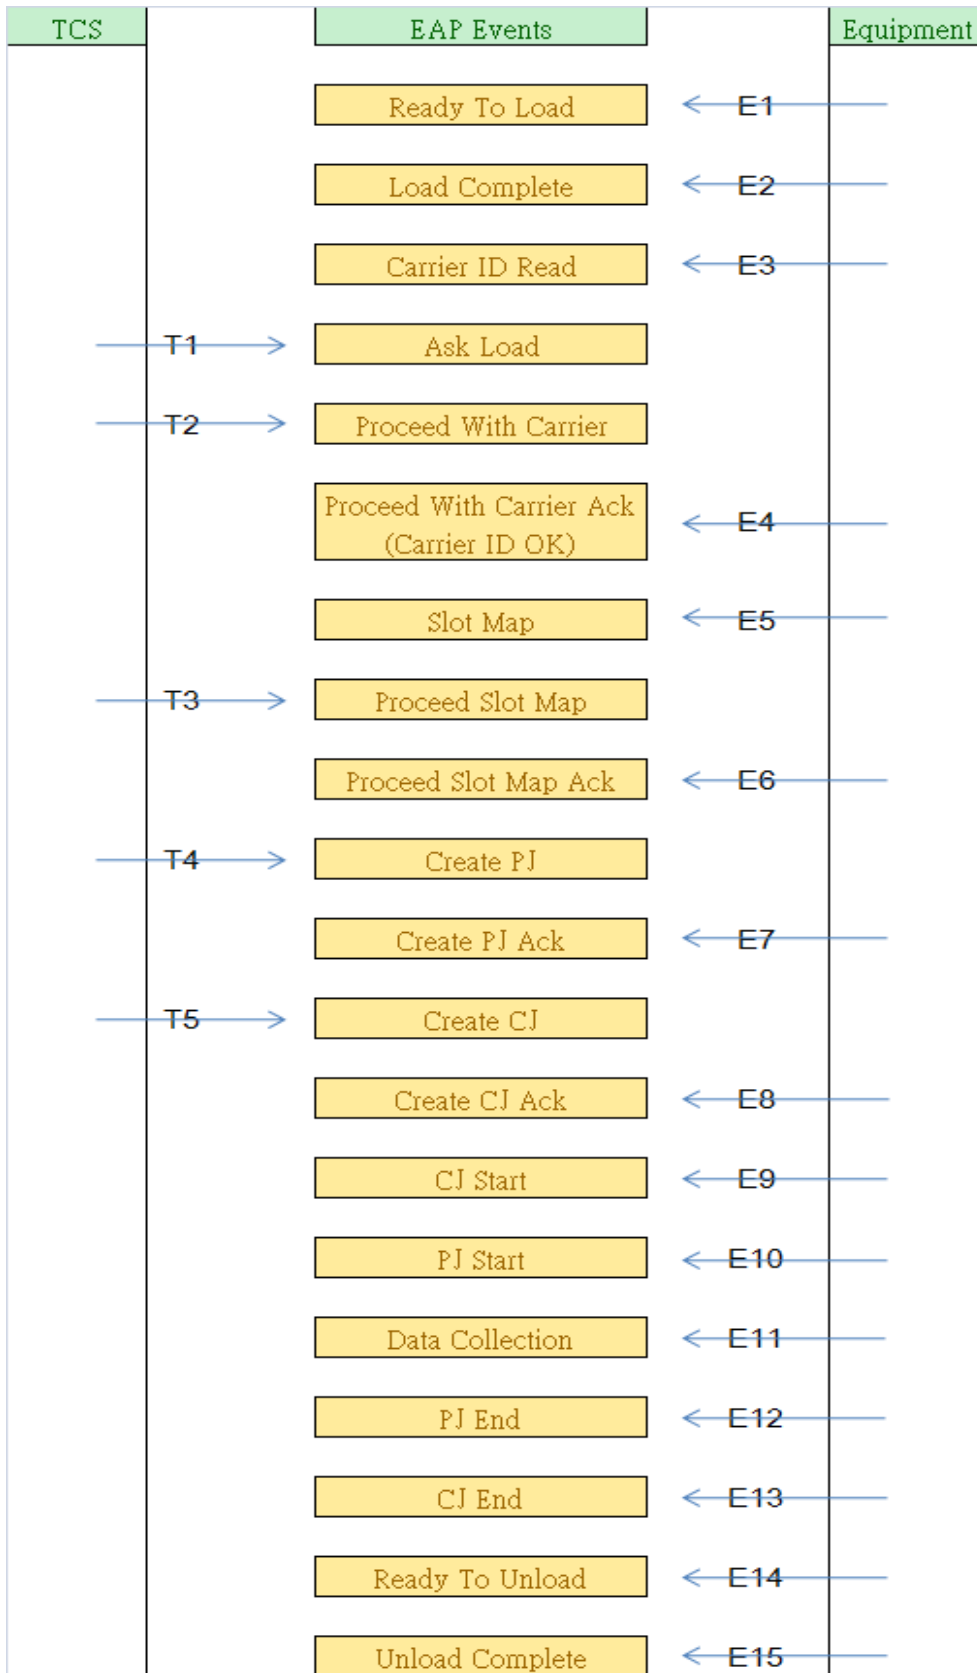 TCS EAP Events Equipment
Ready To Load E1
Load Complete E2
Carrier ID Read E3
T1 Ask Load
T2 Proceed With Carrier
Proceed With Carrier Ack
(Carrier ID OK) E4
Slot Map E5
T3 Proceed Slot Map
Proceed Slot Map Ack E6
T4 Create PJ
Create PJ Ack E7
T5 Create CJ
Create CJ Ack E8
CJ Start E9
PJ Start E10
Data Collection E11
PJ End E12
CJ End E13
Ready To Unload E14
Unload Complete E15